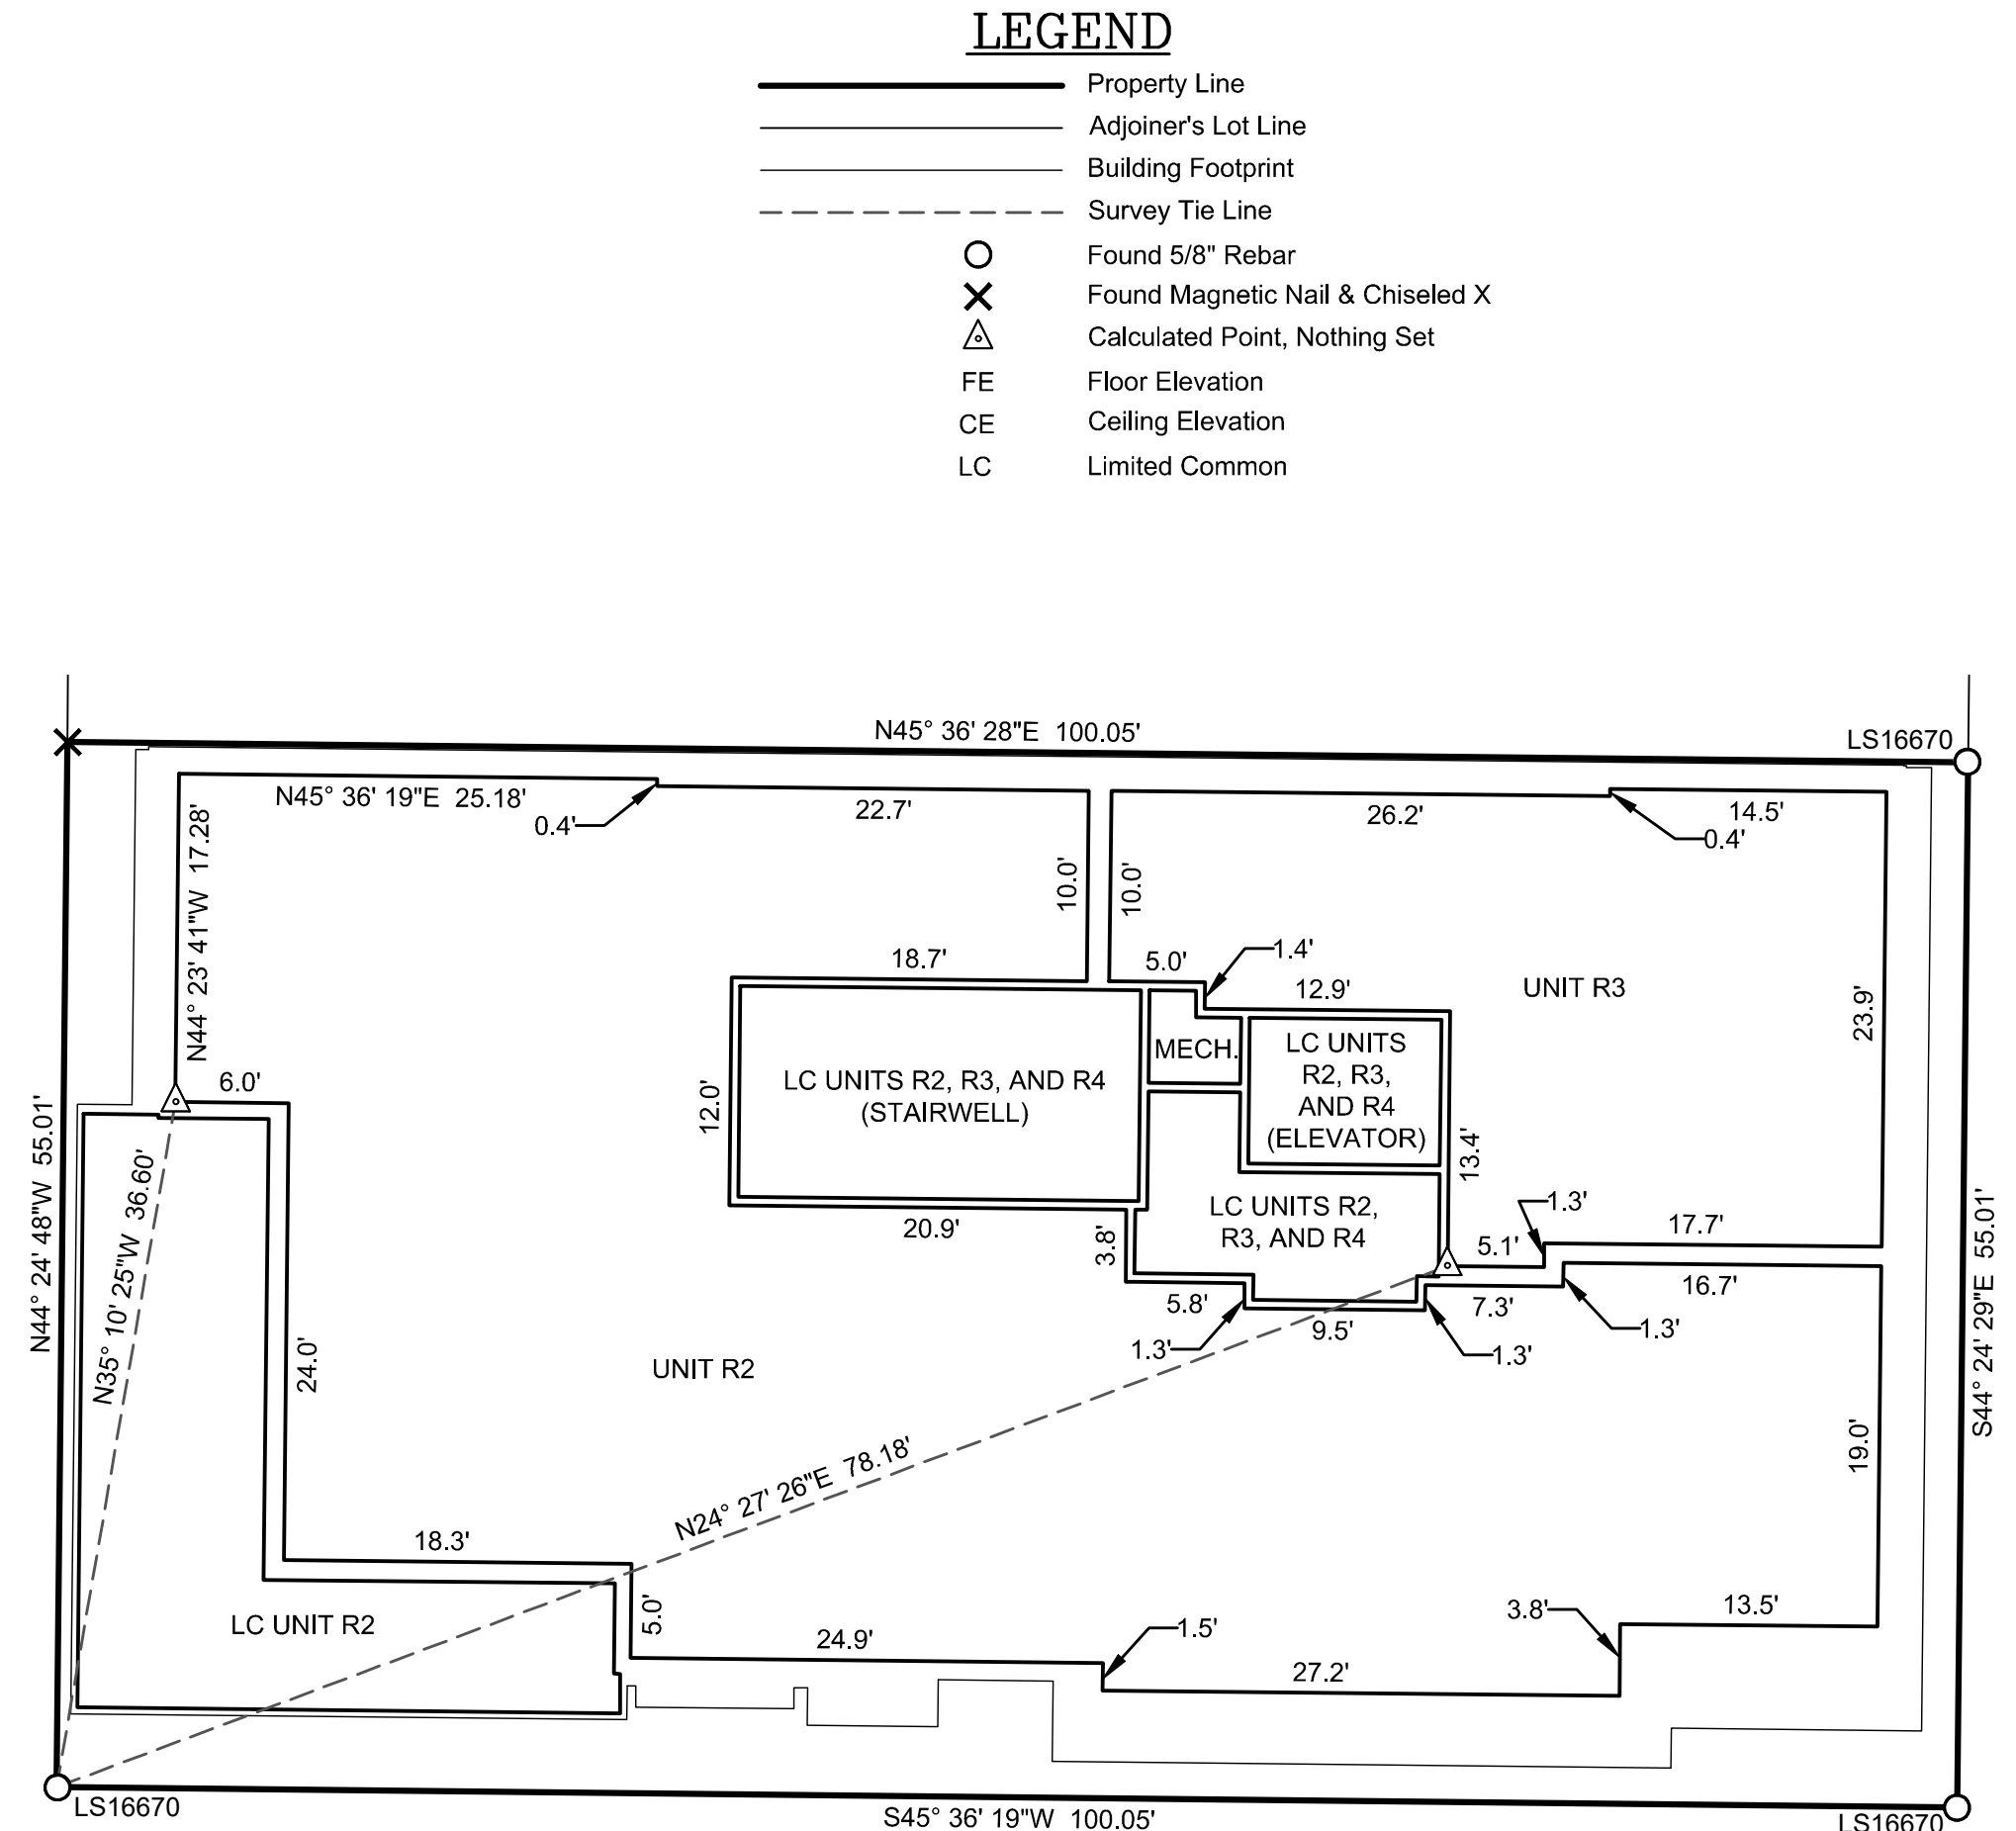 LEGEND
Property Line
Adjoiner's Lot Line
Building Footprint
Survey Tie Line
Found 5/8" Rebar
Found Magnetic Nail & Chiseled X
Calculated Point, Nothing Set
FE Floor Elevation
CE Ceiling Elevation
LC Limited Common
N45° 36' 28"E 100.05'
LS16670
N45° 36' 19"E 25.18'
0.4'
22.7'
26.2'
14.5'
0.4'
N44° 23' 41"W 17.28'
10.0'
10.0'
18.7'
5.0'
1.4'
12.9'
UNIT R3
23.9'
6.0'
12.0'
LC UNITS R2, R3, AND R4
(STAIRWELL)
MECH.
LC UNITS
R2, R3,
AND R4
(ELEVATOR)
13.4'
N44° 24' 48"W 55.01'
N35° 10' 25"W 36.60'
20.9'
3.8'
LC UNITS R2,
R3, AND R4
5.1'
1.3'
17.7'
S44° 24' 29"E 55.01'
5.8'
1.3'
9.5'
1.3'
7.3'
1.3'
16.7'
24.0'
UNIT R2
19.0'
N24° 27' 26"E 78.18'
18.3'
5.0'
LC UNIT R2
24.9'
1.5'
27.2'
3.8'
13.5'
LS16670
S45° 36' 19"W 100.05'
LS16670